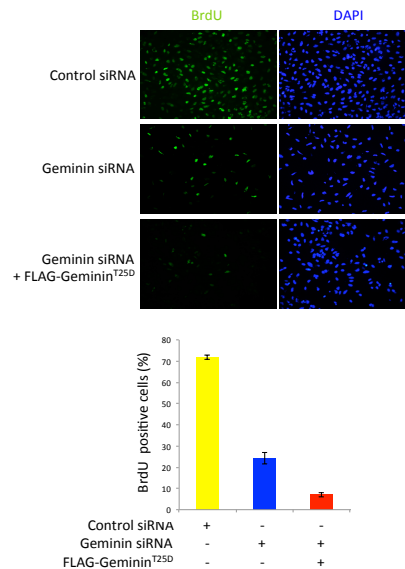 BrdU DAPI
Control siRNA
Geminin siRNA
Geminin siRNA
+ FLAG-Geminin^T25D
BrdU positive cells (%)
80
70
60
50
40
30
20
10
0
Control siRNA + - -
Geminin siRNA - + +
FLAG-Geminin^T25D - - +